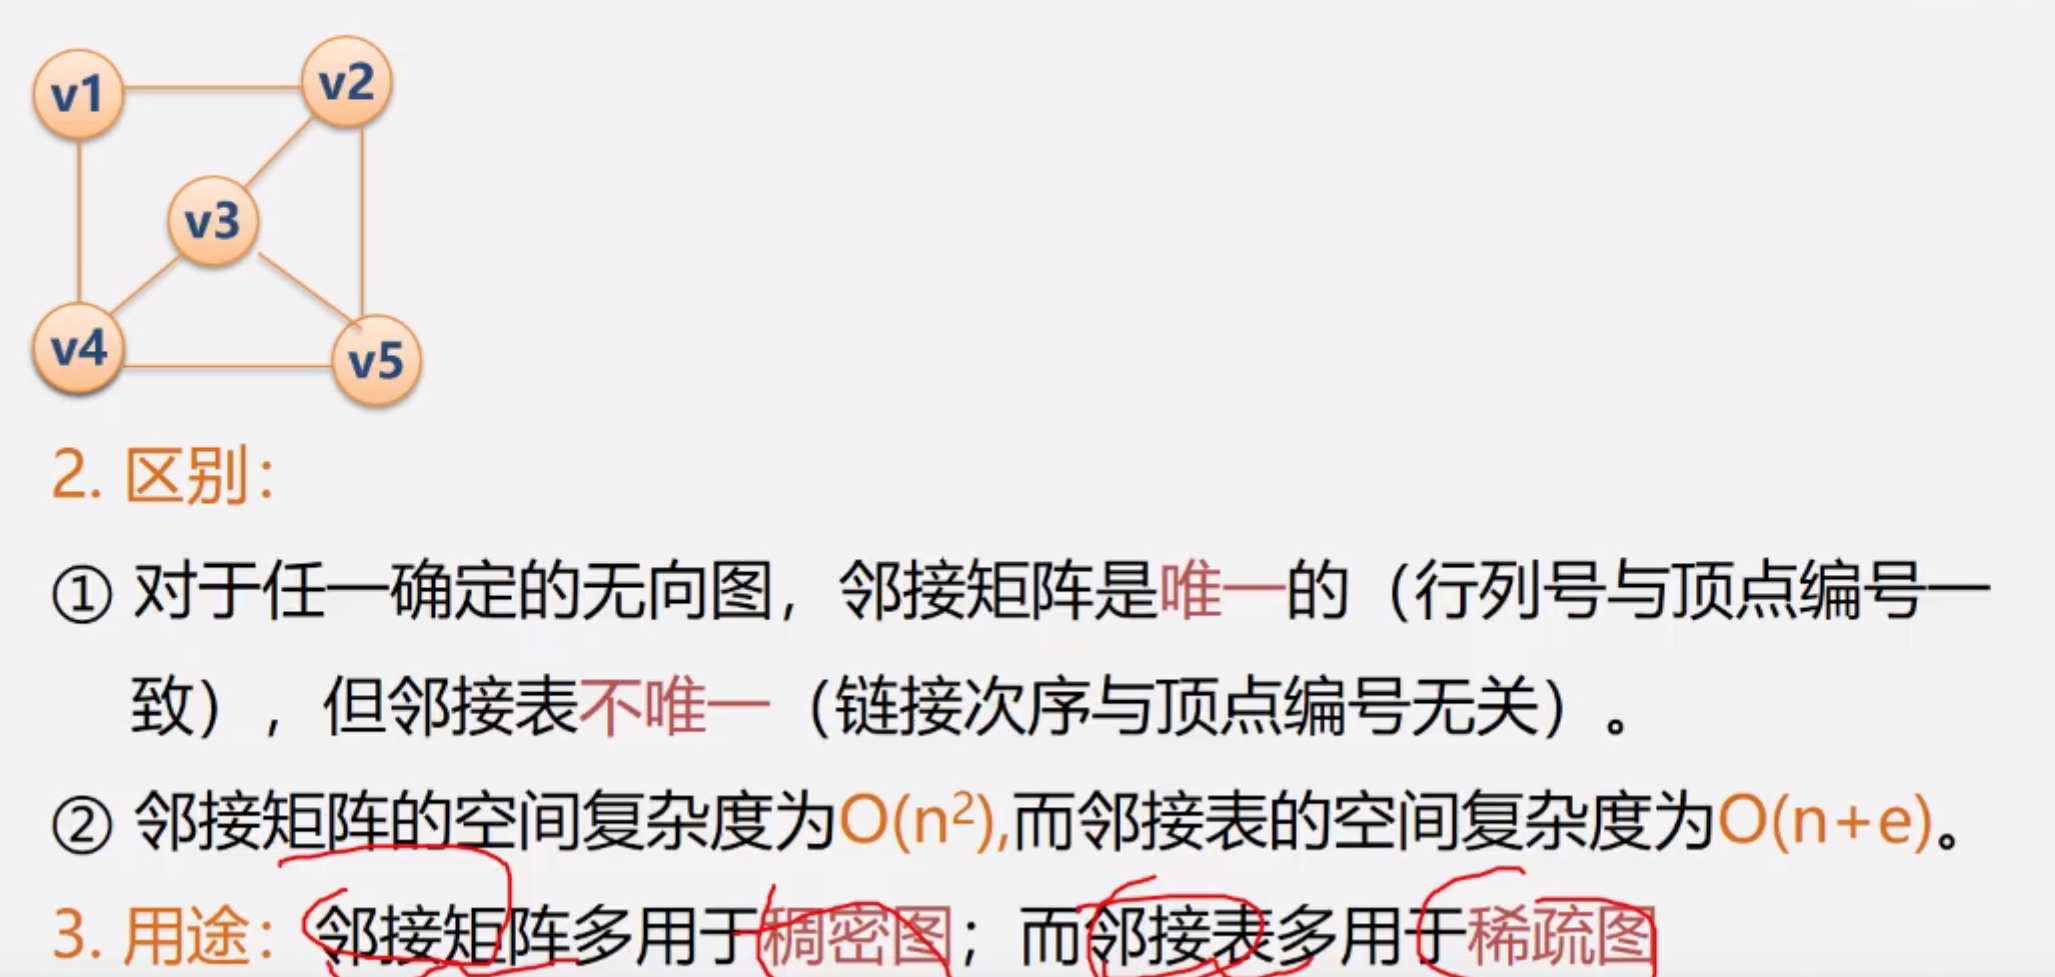 v1
v2
v3
v4
v5
2. 区别：
① 对于任一确定的无向图，邻接矩阵是唯一的（行列号与顶点编号一
致），但邻接表不唯一（链接次序与顶点编号无关）。
② 邻接矩阵的空间复杂度为O(n²),而邻接表的空间复杂度为O(n+e)。
3. 用途：邻接矩阵多用于稠密图；而邻接表多用于稀疏图